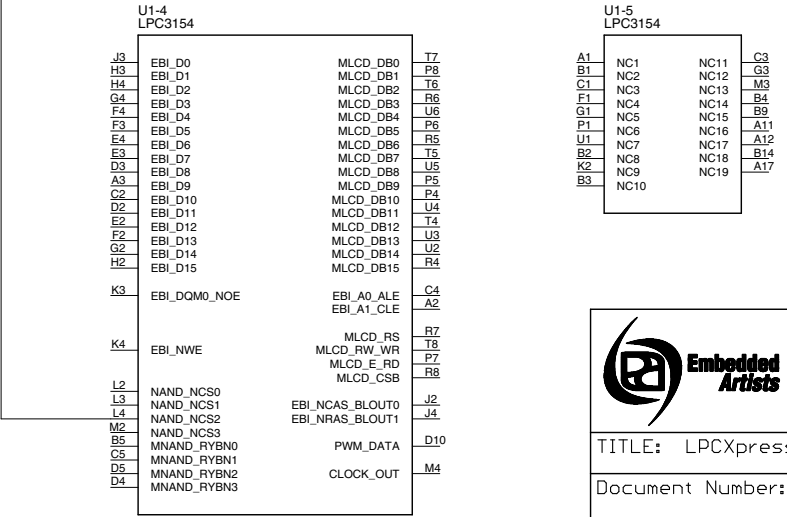 U1-4
LPC3154
J3 EBI_D0 MLCD_DB0 T7
H3 EBI_D1 MLCD_DB1 P8
H4 EBI_D2 MLCD_DB2 T6
G4 EBI_D3 MLCD_DB3 R6
F4 EBI_D4 MLCD_DB4 U6
F3 EBI_D5 MLCD_DB5 P6
E4 EBI_D6 MLCD_DB6 R5
E3 EBI_D7 MLCD_DB7 T5
D3 EBI_D8 MLCD_DB8 U5
A3 EBI_D9 MLCD_DB9 P5
C2 EBI_D10 MLCD_DB10 P4
D2 EBI_D11 MLCD_DB11 U4
E2 EBI_D12 MLCD_DB12 T4
F2 EBI_D13 MLCD_DB13 U3
G2 EBI_D14 MLCD_DB14 U2
H2 EBI_D15 MLCD_DB15 R4
K3 EBI_DQM0_NOE EBI_A0_ALE C4
EBI_A1_CLE A2
MLCD_RS R7
K4 EBI_NWE MLCD_RW_WR T8
MLCD_E_RD P7
MLCD_CSB R8
L2 NAND_NCS0
L3 NAND_NCS1 EBI_NCAS_BLOUT0 J2
L4 NAND_NCS2 EBI_NRAS_BLOUT1 J4
M2 NAND_NCS3
B5 MNAND_RYBN0 PWM_DATA D10
C5 MNAND_RYBN1
D5 MNAND_RYBN2 CLOCK_OUT M4
D4 MNAND_RYBN3
U1-5
LPC3154
A1 NC1 NC11 C3
B1 NC2 NC12 G3
C1 NC3 NC13 M3
F1 NC4 NC14 B4
G1 NC5 NC15 B9
P1 NC6 NC16 A11
U1 NC7 NC17 A12
B2 NC8 NC18 B14
K2 NC9 NC19 A17
B3 NC10
Embedded
Artists
TITLE: LPCXpress
Document Number: